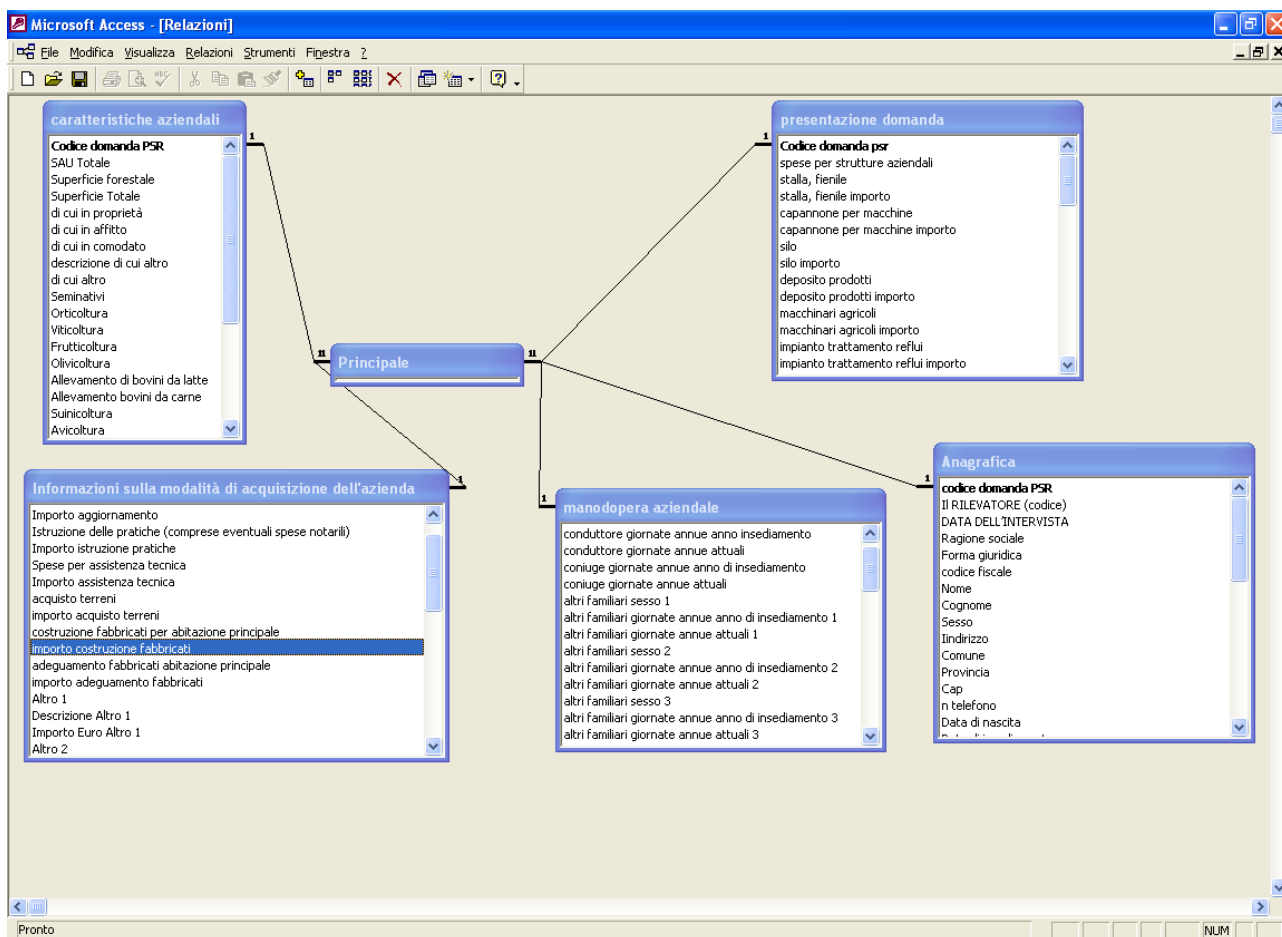 Microsoft Access - [Relazioni]
File Modifica Visualizza Relazioni Strumenti Finestra ?
caratteristiche aziendali
Codice domanda PSR
SAU Totale
Superficie forestale
Superficie Totale
di cui in proprietà
di cui in affitto
di cui in comodato
descrizione di cui altro
di cui altro
Seminativi
Orticoltura
Viticoltura
Frutticoltura
Olivicoltura
Allevamento di bovini da latte
Allevamento bovini da carne
Suinicoltura
Avicoltura
1
presentazione domanda
Codice domanda psr
spese per strutture aziendali
stalla, fienile
stalla, fienile importo
capannone per macchine
capannone per macchine importo
silo
silo importo
deposito prodotti
deposito prodotti importo
macchinari agricoli
macchinari agricoli importo
impianto trattamento reflui
impianto trattamento reflui importo
1
11
Principale
11
Informazioni sulla modalità di acquisizione dell'azienda
Importo aggiornamento
Istruzione delle pratiche (comprese eventuali spese notarili)
Importo istruzione pratiche
Spese per assistenza tecnica
Importo assistenza tecnica
acquisto terreni
importo acquisto terreni
costruzione fabbricati per abitazione principale
importo costruzione fabbricati
adeguamento fabbricati abitazione principale
importo adeguamento fabbricati
Altro 1
Descrizione Altro 1
Importo Euro Altro 1
Altro 2
1
1
manodopera aziendale
conduttore giornate annue anno insediamento
conduttore giornate annue attuali
coniuge giornate annue anno di insediamento
coniuge giornate annue attuali
altri familiari sesso 1
altri familiari giornate annue anno di insediamento 1
altri familiari giornate annue attuali 1
altri familiari sesso 2
altri familiari giornate annue anno di insediamento 2
altri familiari giornate annue attuali 2
altri familiari sesso 3
altri familiari giornate annue anno di insediamento 3
altri familiari giornate annue attuali 3
1
Anagrafica
codice domanda PSR
Il RILEVATORE (codice)
DATA DELL'INTERVISTA
Ragione sociale
Forma giuridica
codice fiscale
Nome
Cognome
Sesso
Iindirizzo
Comune
Provincia
Cap
n telefono
Data di nascita
Pronto
NUM